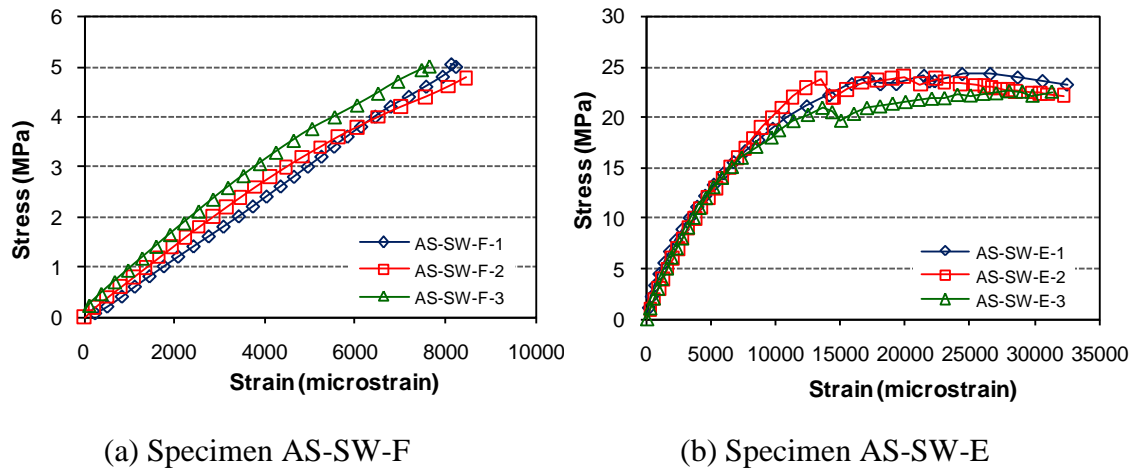 6
5
4
3
2
1
0
Stress (MPa)
AS-SW-F-1
AS-SW-F-2
AS-SW-F-3
0 2000 4000 6000 8000 10000
Strain (microstrain)
(a) Specimen AS-SW-F
30
25
20
15
10
5
0
Stress (MPa)
AS-SW-E-1
AS-SW-E-2
AS-SW-E-3
0 5000 10000 15000 20000 25000 30000 35000
Strain (microstrain)
(b) Specimen AS-SW-E